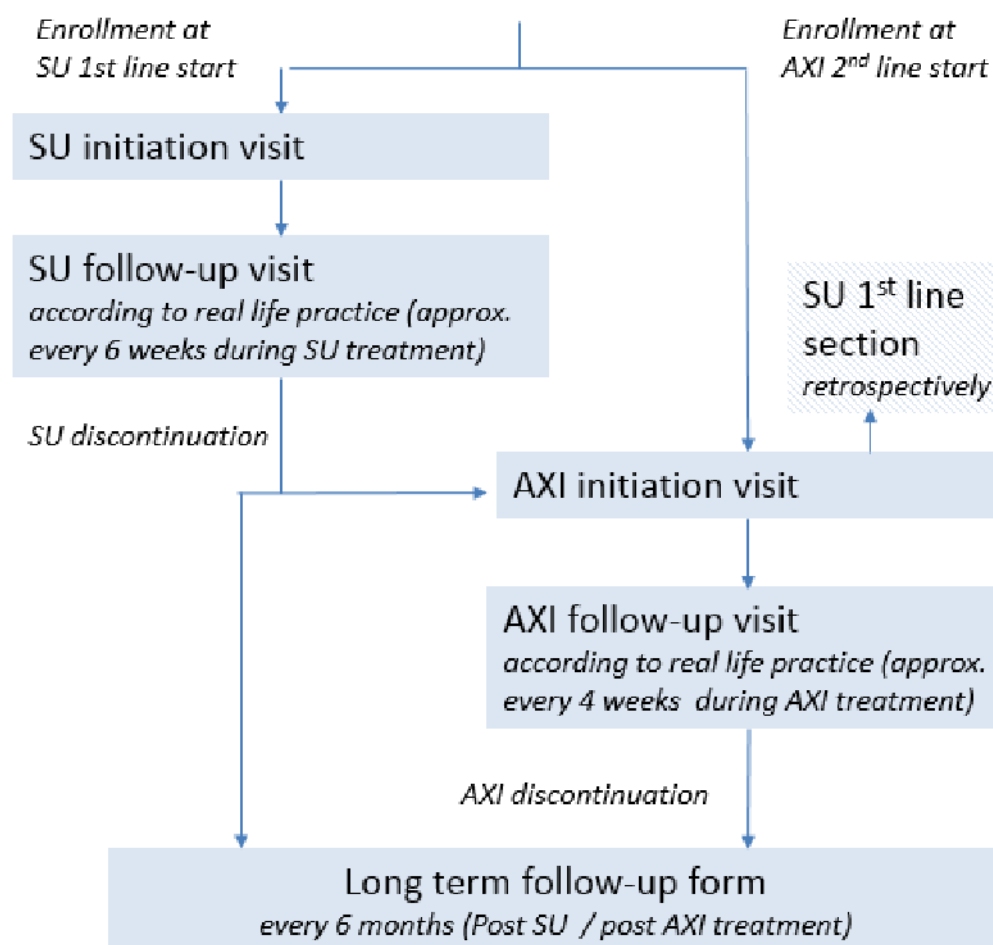 Enrollment at
SU 1st line start
Enrollment at
AXI 2nd line start
SU initiation visit
SU follow-up visit
according to real life practice (approx.
every 6 weeks during SU treatment)
SU 1st line
section
retrospectively
SU discontinuation
AXI initiation visit
AXI follow-up visit
according to real life practice (approx.
every 4 weeks during AXI treatment)
AXI discontinuation
Long term follow-up form
every 6 months (Post SU / post AXI treatment)